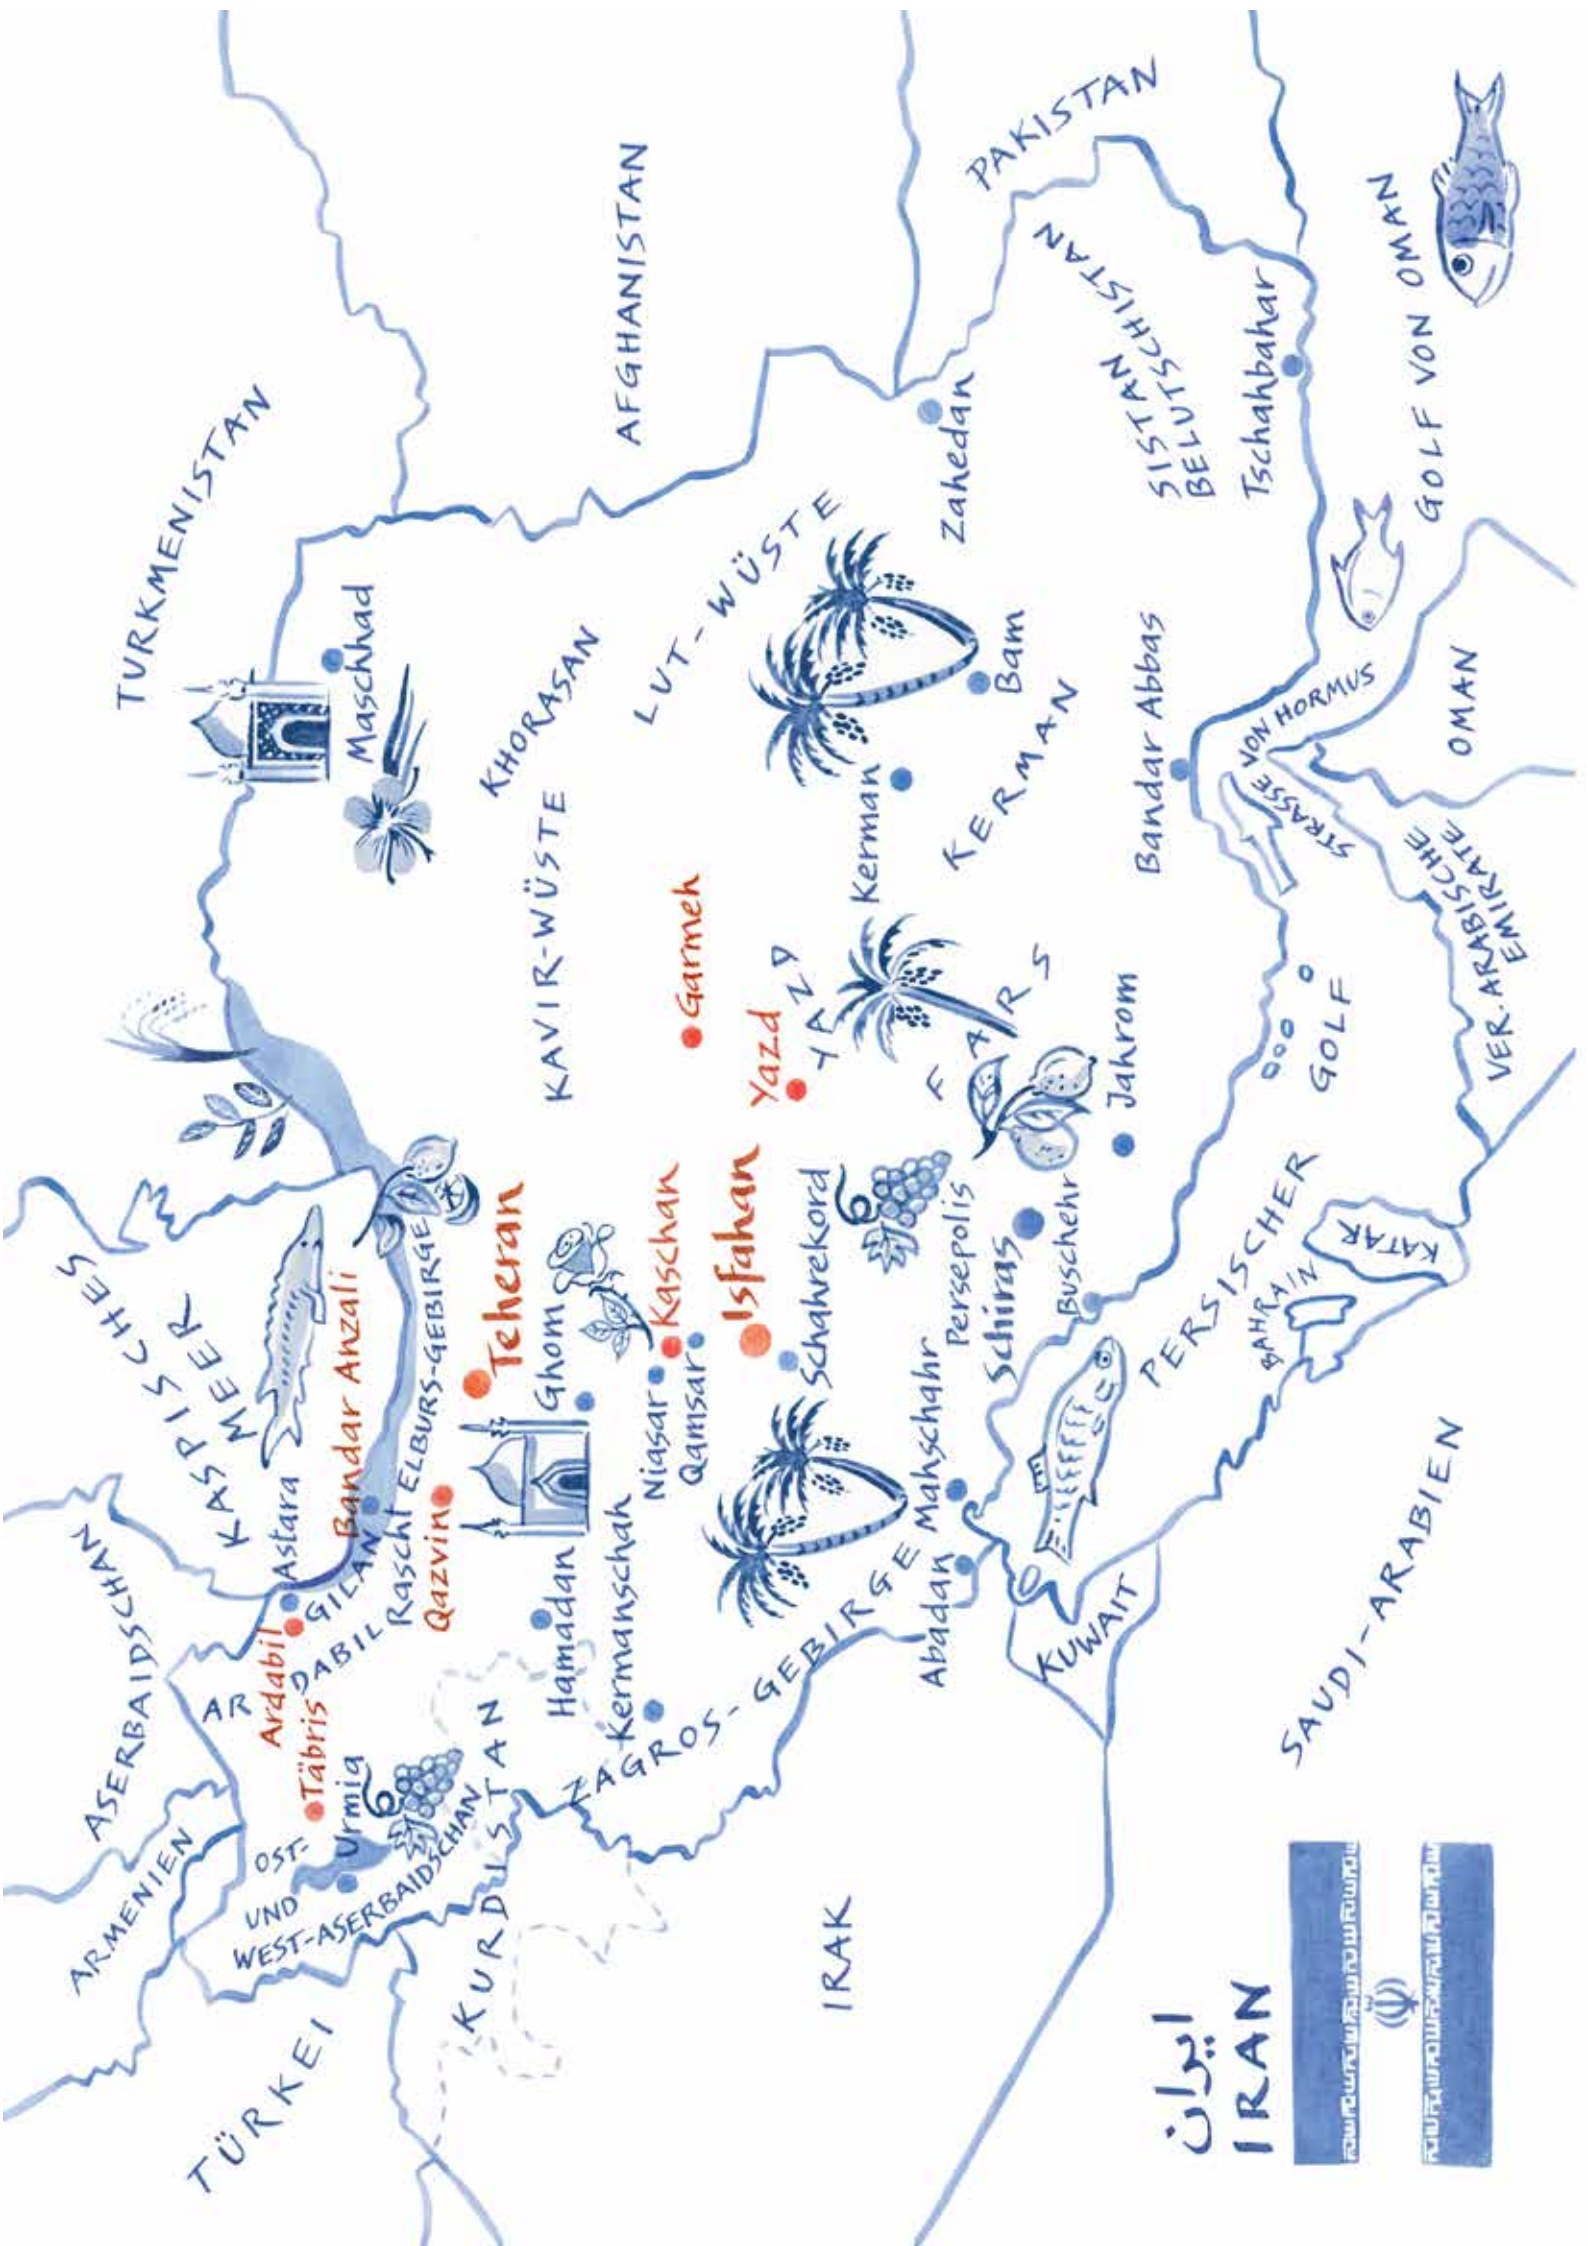 TÜRKEI
ARMENIEN
ASERBAIDSCHAN
KASPISCHES
MEER
TURKMENISTAN
OST-
UND
WEST-ASERBAIDSCHAN
Urmia
Täbris
Ardabil
AR
DABIL
Astara
GILAN
Bandar Anzali
Rascht
ELBURS-GEBIRGE
Qazvin
Teheran
Maschhad
KURDISTAN
Hamadan
Ghom
Kermanschah
Niasar
Qamsar
Kaschan
KAVIR-WÜSTE
KHORASAN
AFGHANISTAN
Garmeh
Isfahan
Yazd
YAZD
LUT-WÜSTE
ZAGROS-GEBIRGE
Schahrekord
IRAK
Abadan
Mahschahr
Persepolis
Schiras
FARS
Kerman
KERMAN
Bam
Zahedan
PAKISTAN
SISTAN
BELUTSCHISTAN
Buschehr
Jahrom
Bandar Abbas
Tschahbahar
KUWAIT
PERSISCHER
GOLF
STRASSE VON HORMUS
GOLF VON OMAN
BAHRAIN
KATAR
VER. ARABISCHE
EMIRATE
OMAN
SAUDI-ARABIEN
ایران
IRAN